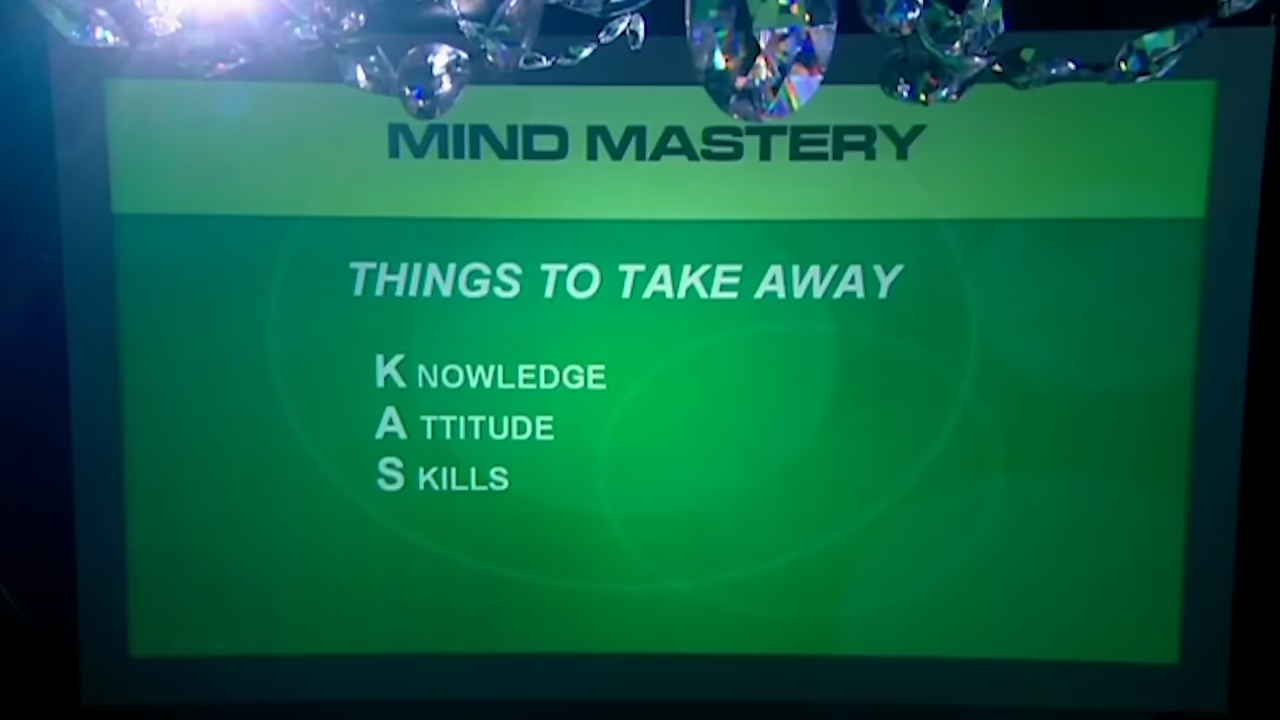 MIND MASTERY
THINGS TO TAKE AWAY
K NOWLEDGE
A TTITUDE
S KILLS